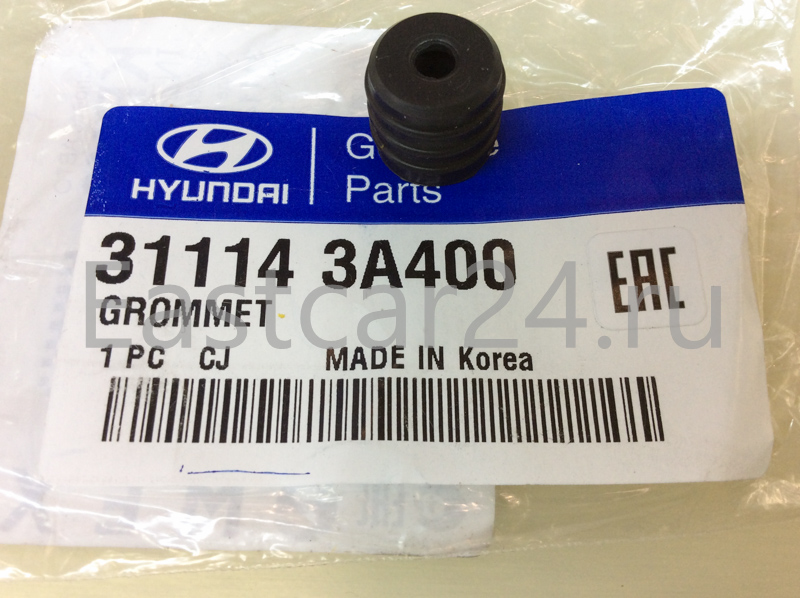 HYUNDAI
Parts
31114 3A400
EAC
GROMMET
1 PC CJ MADE IN Korea
Eastcar24.ru